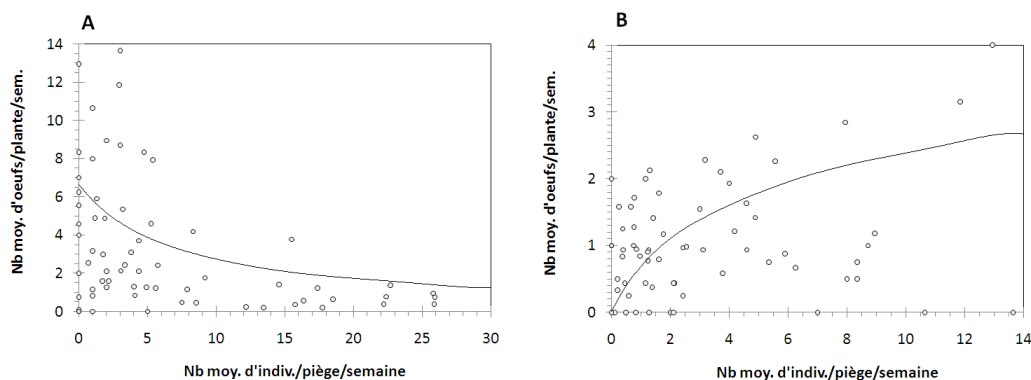 A
Nb moy. d'oeufs/plante/sem.
14
12
10
8
6
4
2
0
0 5 10 15 20 25 30
Nb moy. d'indiv./piège/semaine
B
Nb moy. d'oeufs/plante/sem.
4
3
2
1
0
0 2 4 6 8 10 12 14
Nb moy. d'indiv./piège/semaine